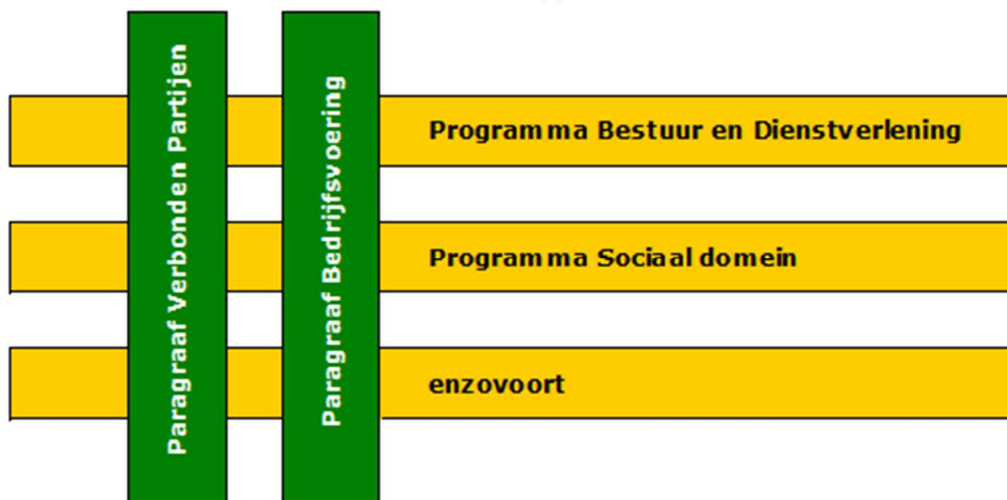 Paragraaf Verbonden Partijen
Paragraaf Bedrijfsvoering
Programma Bestuur en Dienstverlening
Programma Sociaal domein
enzovoort